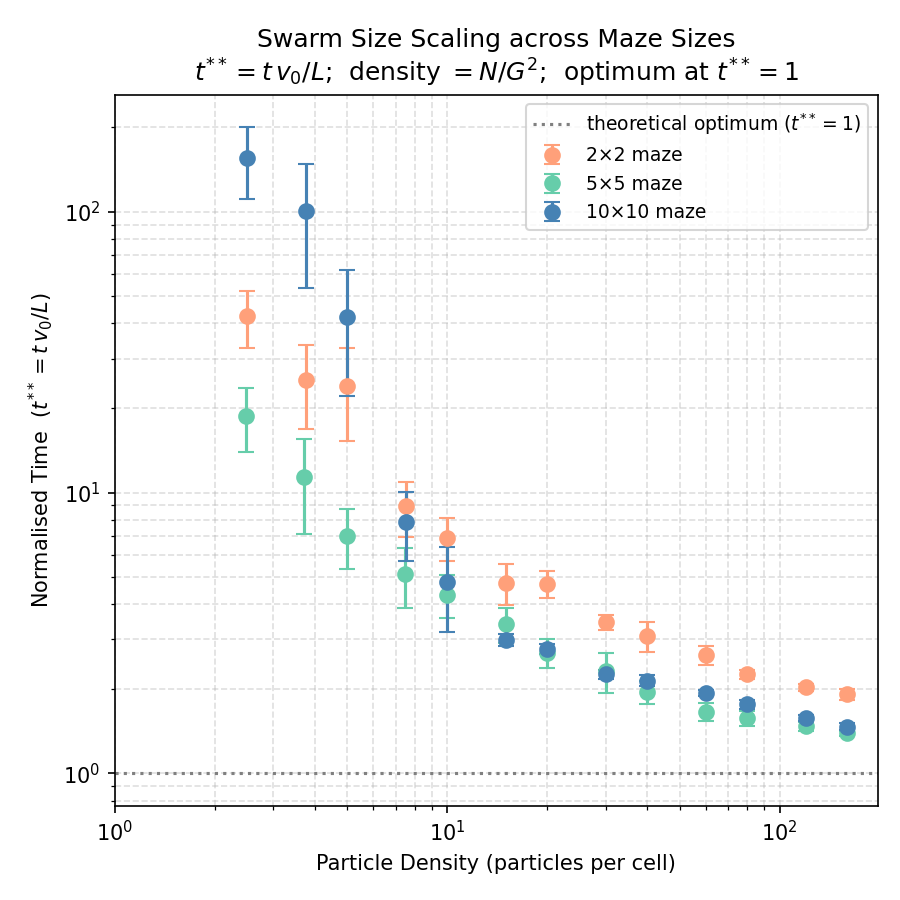 Swarm Size Scaling across Maze Sizes
t** = t v₀/L; density = N/G²; optimum at t** = 1
theoretical optimum (t** = 1)
2×2 maze
5×5 maze
10×10 maze
Normalised Time (t** = t v₀/L)
10²
10¹
10⁰
10⁰ 10¹ 10²
Particle Density (particles per cell)